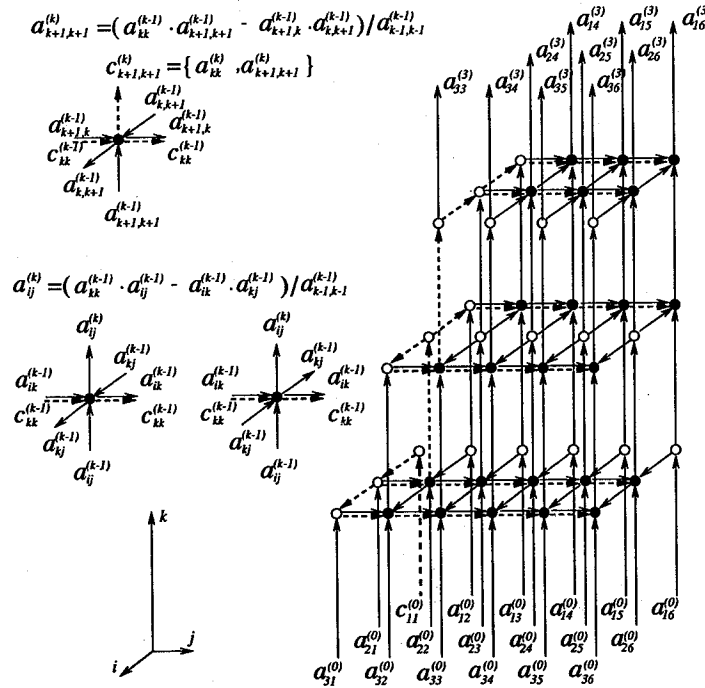 a_{k+1,k+1}^{(k)} = (a_{kk}^{(k-1)} · a_{k+1,k+1}^{(k-1)} - a_{k+1,k}^{(k-1)} · a_{k,k+1}^{(k-1)}) / a_{k-1,k-1}^{(k-1)}
c_{k+1,k+1}^{(k)} = { a_{kk}^{(k)} , a_{k+1,k+1}^{(k)} }
a_{k,k+1}^{(k-1)}
a_{k+1,k}^{(k-1)} a_{k+1,k}^{(k-1)}
c_{kk}^{(k-1)} c_{kk}^{(k-1)}
a_{k,k+1}^{(k-1)}
a_{k+1,k+1}^{(k-1)}
a_{ij}^{(k)} = (a_{kk}^{(k-1)} · a_{ij}^{(k-1)} - a_{ik}^{(k-1)} · a_{kj}^{(k-1)}) / a_{k-1,k-1}^{(k-1)}
a_{ij}^{(k)} a_{ij}^{(k)}
a_{kj}^{(k-1)} a_{kj}^{(k-1)}
a_{ik}^{(k-1)} a_{ik}^{(k-1)} a_{ik}^{(k-1)} a_{ik}^{(k-1)}
c_{kk}^{(k-1)} c_{kk}^{(k-1)} c_{kk}^{(k-1)} c_{kk}^{(k-1)}
a_{kj}^{(k-1)} a_{kj}^{(k-1)}
a_{ij}^{(k-1)} a_{ij}^{(k-1)}
k
i j
a_{14}^{(3)} a_{15}^{(3)} a_{16}^{(3)}
a_{24}^{(3)} a_{25}^{(3)} a_{26}^{(3)}
a_{33}^{(3)} a_{34}^{(3)} a_{35}^{(3)} a_{36}^{(3)}
c_{11}^{(0)} a_{12}^{(0)} a_{13}^{(0)} a_{14}^{(0)} a_{15}^{(0)} a_{16}^{(0)}
a_{21}^{(0)} a_{22}^{(0)} a_{23}^{(0)} a_{24}^{(0)} a_{25}^{(0)} a_{26}^{(0)}
a_{31}^{(0)} a_{32}^{(0)} a_{33}^{(0)} a_{34}^{(0)} a_{35}^{(0)} a_{36}^{(0)}